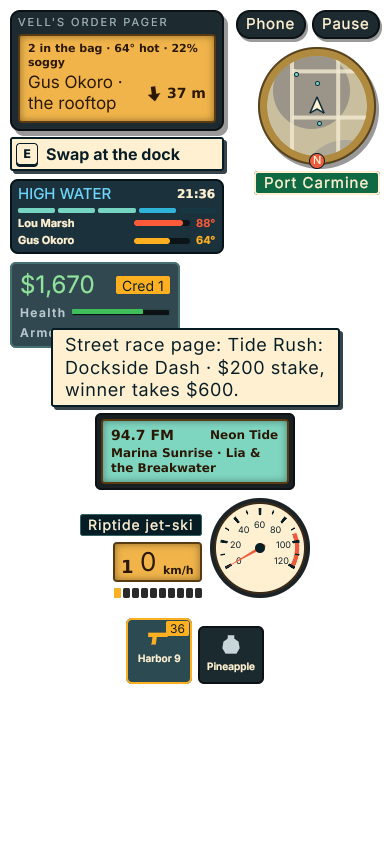 VELL'S ORDER PAGER
2 in the bag · 64° hot · 22%
soggy
Gus Okoro ·
the rooftop
37 m
Phone
Pause
N
Port Carmine
E
Swap at the dock
HIGH WATER
21:36
Lou Marsh
88°
Gus Okoro
64°
$1,670
Cred 1
Health
Street race page: Tide Rush:
Dockside Dash · $200 stake,
winner takes $600.
94.7 FM
Neon Tide
Marina Sunrise · Lia &
the Breakwater
Riptide jet-ski
1
0
km/h
0
20
40
60
80
100
120
36
Harbor 9
Pineapple